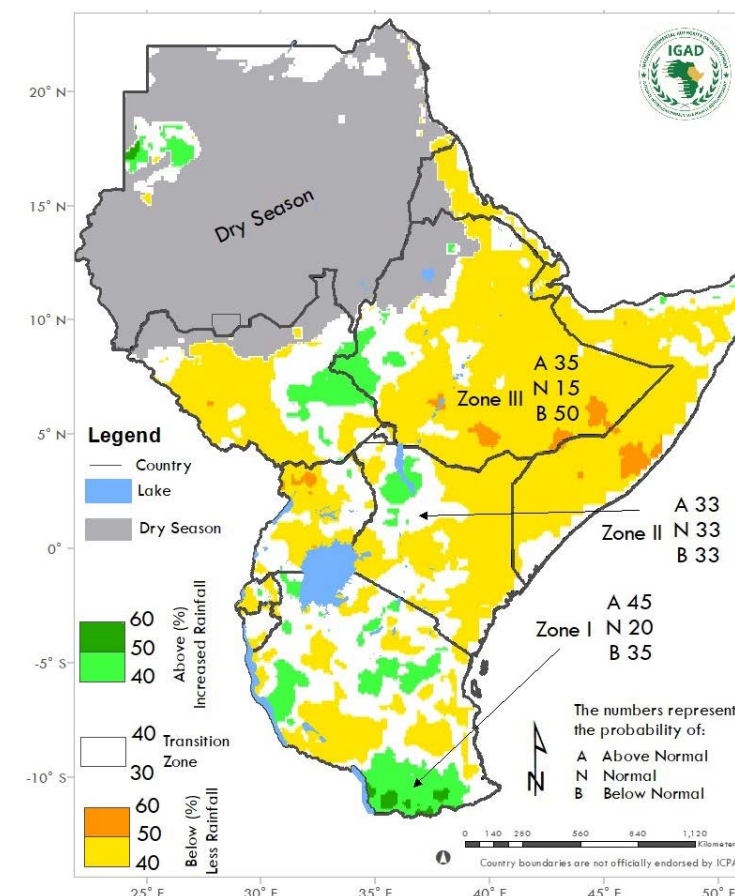 IGAD
20° N
15° N
10° N
5° N
0°
-5° S
-10° S
Dry Season
A 35
Zone III N 15
B 50
A 33
Zone II N 33
B 33
A 45
Zone I N 20
B 35
Legend
Country
Lake
Dry Season
60
50
40
Above (%)
Increased Rainfall
40
30
Transition
Zone
60
50
40
Below (%)
Less Rainfall
The numbers represent
the probability of:
A Above Normal
N Normal
B Below Normal
N
0 140 280 560 840 1,120
Kilometer
Country boundaries are not officially endorsed by ICPA
25° E 30° E 35° E 40° E 45° E 50° E